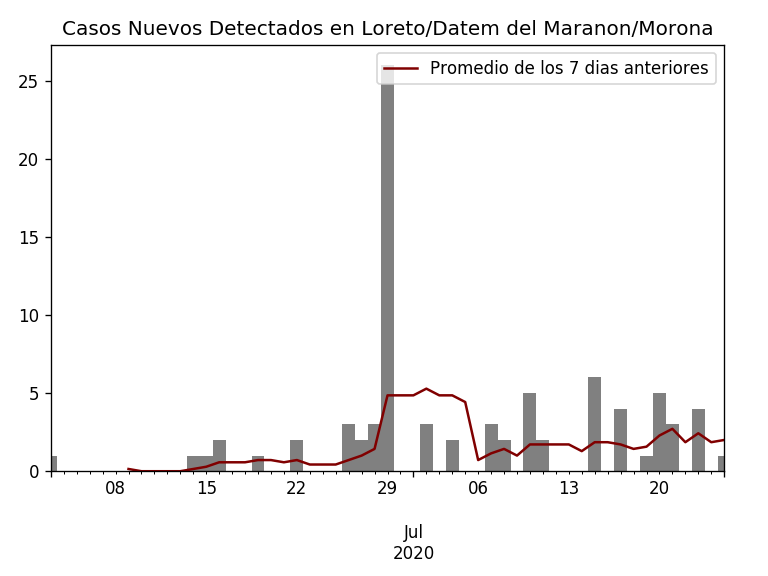 Casos Nuevos Detectados en Loreto/Datem del Maranon/Morona
Promedio de los 7 dias anteriores
25
20
15
10
5
0
08 15 22 29 06 13 20
Jul
2020